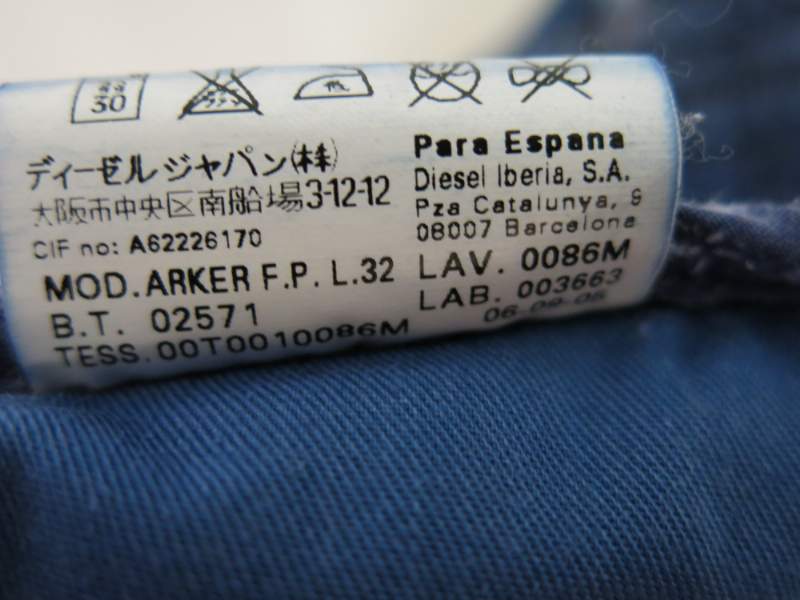 30
ディーゼルジャパン(株)
大阪市中央区南船場3-12-12
CIF no: A62226170
MOD. ARKER F.P. L.32
B.T. 02571
TESS. 00T0010086M
Para Espana
Diesel Iberia, S.A.
Pza Catalunya, 9
08007 Barcelona
LAV. 0086M
LAB. 003663
06-09-05